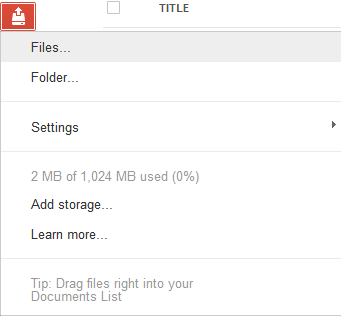 TITLE
Files...
Folder...
Settings
2 MB of 1,024 MB used (0%)
Add storage...
Learn more...
Tip: Drag files right into your
Documents List